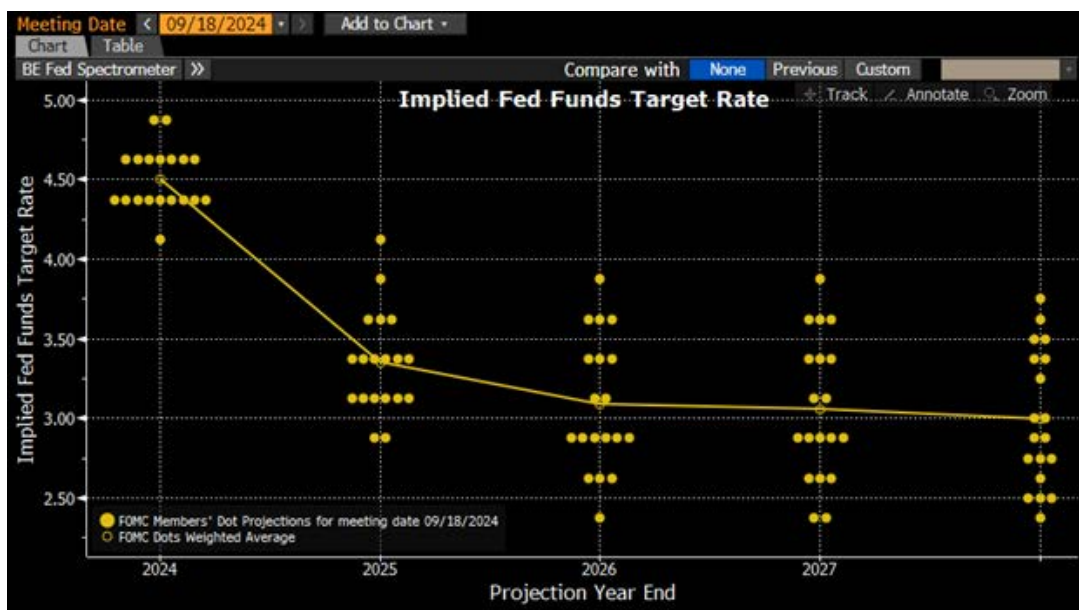 Meeting Date < 09/18/2024 > Add to Chart
Chart Table
BE Fed Spectrometer >> Compare with None Previous Custom
Implied Fed Funds Target Rate
Track Annotate Zoom
Implied Fed Funds Target Rate
5.00
4.50
4.00
3.50
3.00
2.50
FOMC Members' Dot Projections for meeting date 09/18/2024
FOMC Dots Weighted Average
2024 2025 2026 2027
Projection Year End